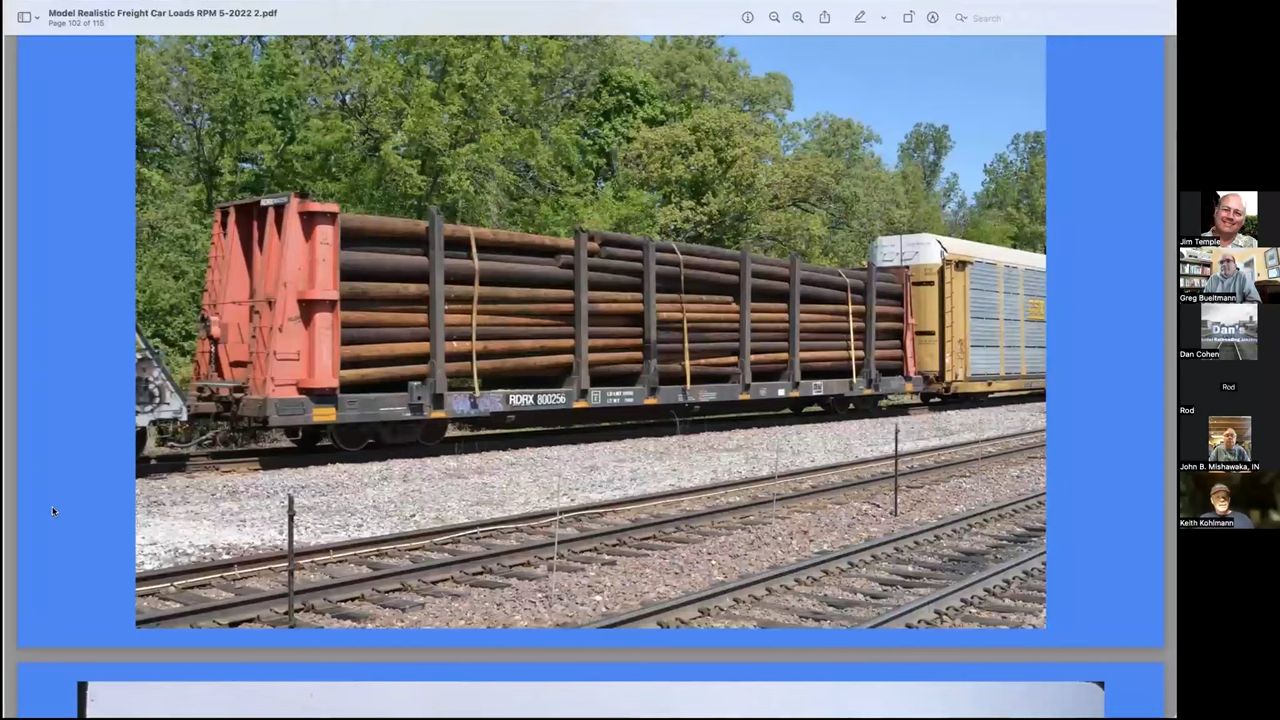 Model Realistic Freight Car Loads RPM 5-2022 2.pdf
Page 102 of 115
Search
RDRX 800256
Jim Temple
Greg Bueltmann
Dan's
Dan Cohen
Rod
Rod
John B. Mishawaka, IN
Keith Kohlmann